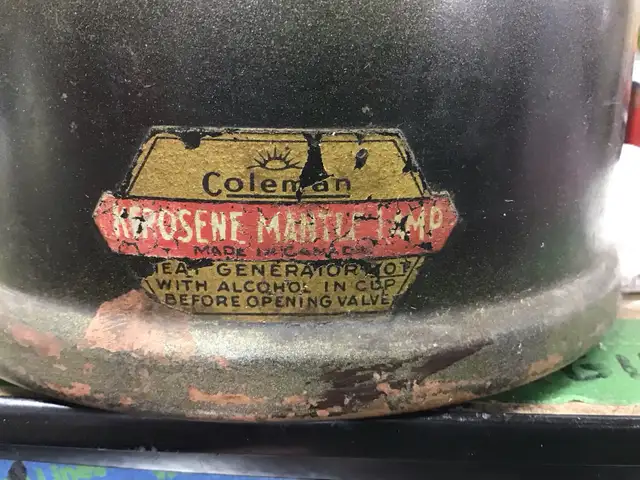 Coleman
KEROSENE MANTLE LAMP
MADE IN CANADA
HEAT GENERATOR HOT
WITH ALCOHOL IN CUP
BEFORE OPENING VALVE